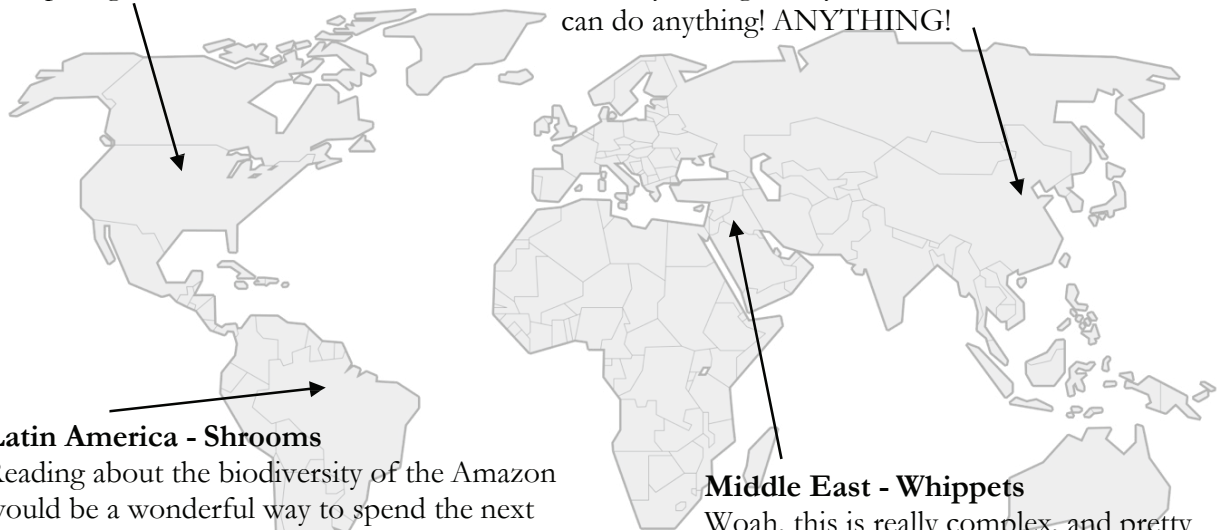 can do anything! ANYTHING!
Latin America - Shrooms
Reading about the biodiversity of the Amazon
would be a wonderful way to spend the next
Middle East - Whippets
Woah, this is really complex, and pretty